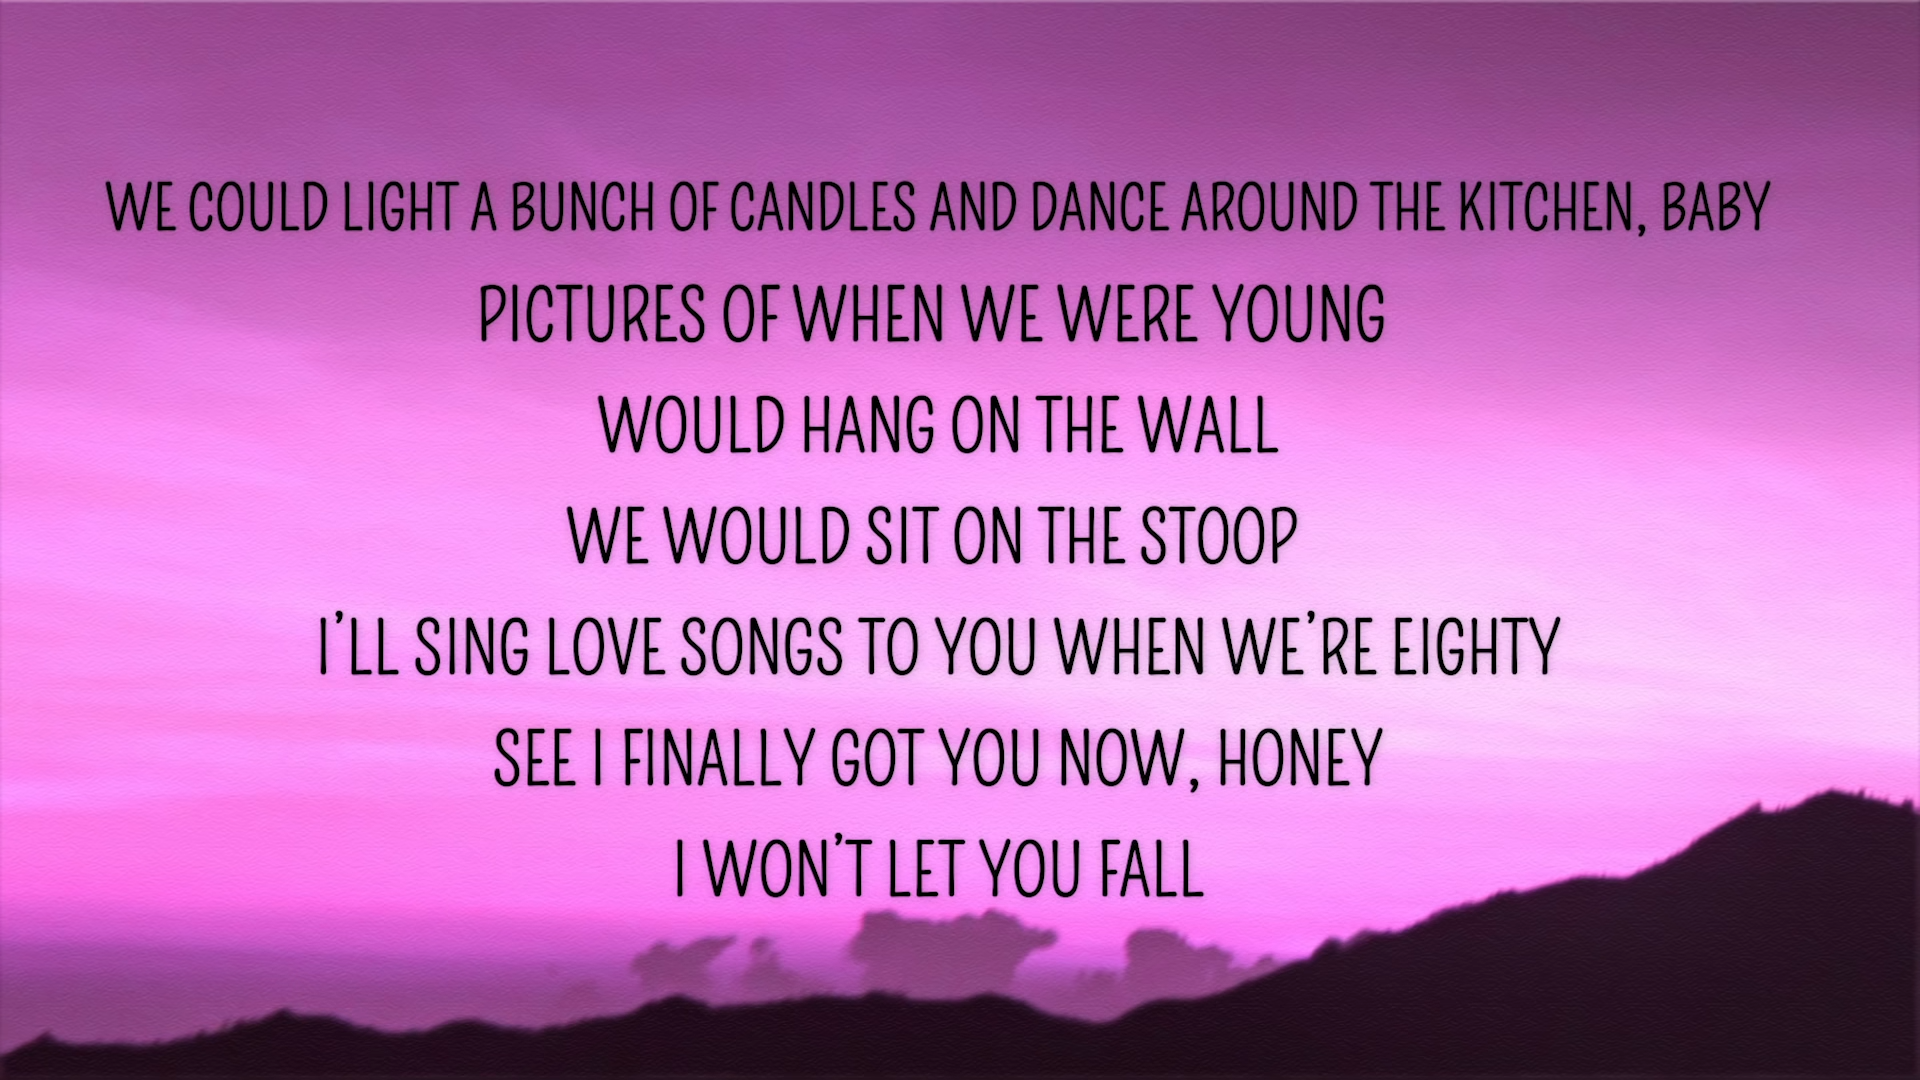 WE COULD LIGHT A BUNCH OF CANDLES AND DANCE AROUND THE KITCHEN, BABY
PICTURES OF WHEN WE WERE YOUNG
WOULD HANG ON THE WALL
WE WOULD SIT ON THE STOOP
I'LL SING LOVE SONGS TO YOU WHEN WE'RE EIGHTY
SEE I FINALLY GOT YOU NOW, HONEY
I WON'T LET YOU FALL